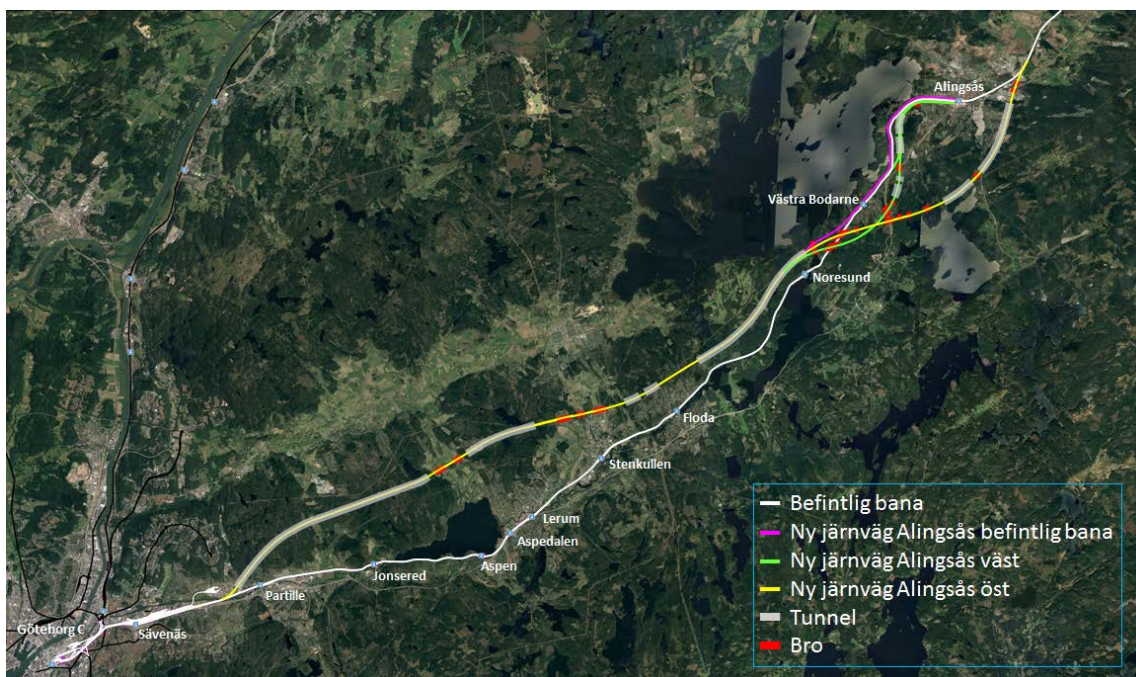 Alingsås
Västra Bodarne
Noresund
Floda
Stenkullen
Lerum
Aspedalen
Aspen
Jonsered
Partille
Sävenäs
Göteborg C
Befintlig bana
Ny järnväg Alingsås befintlig bana
Ny järnväg Alingsås väst
Ny järnväg Alingsås öst
Tunnel
Bro